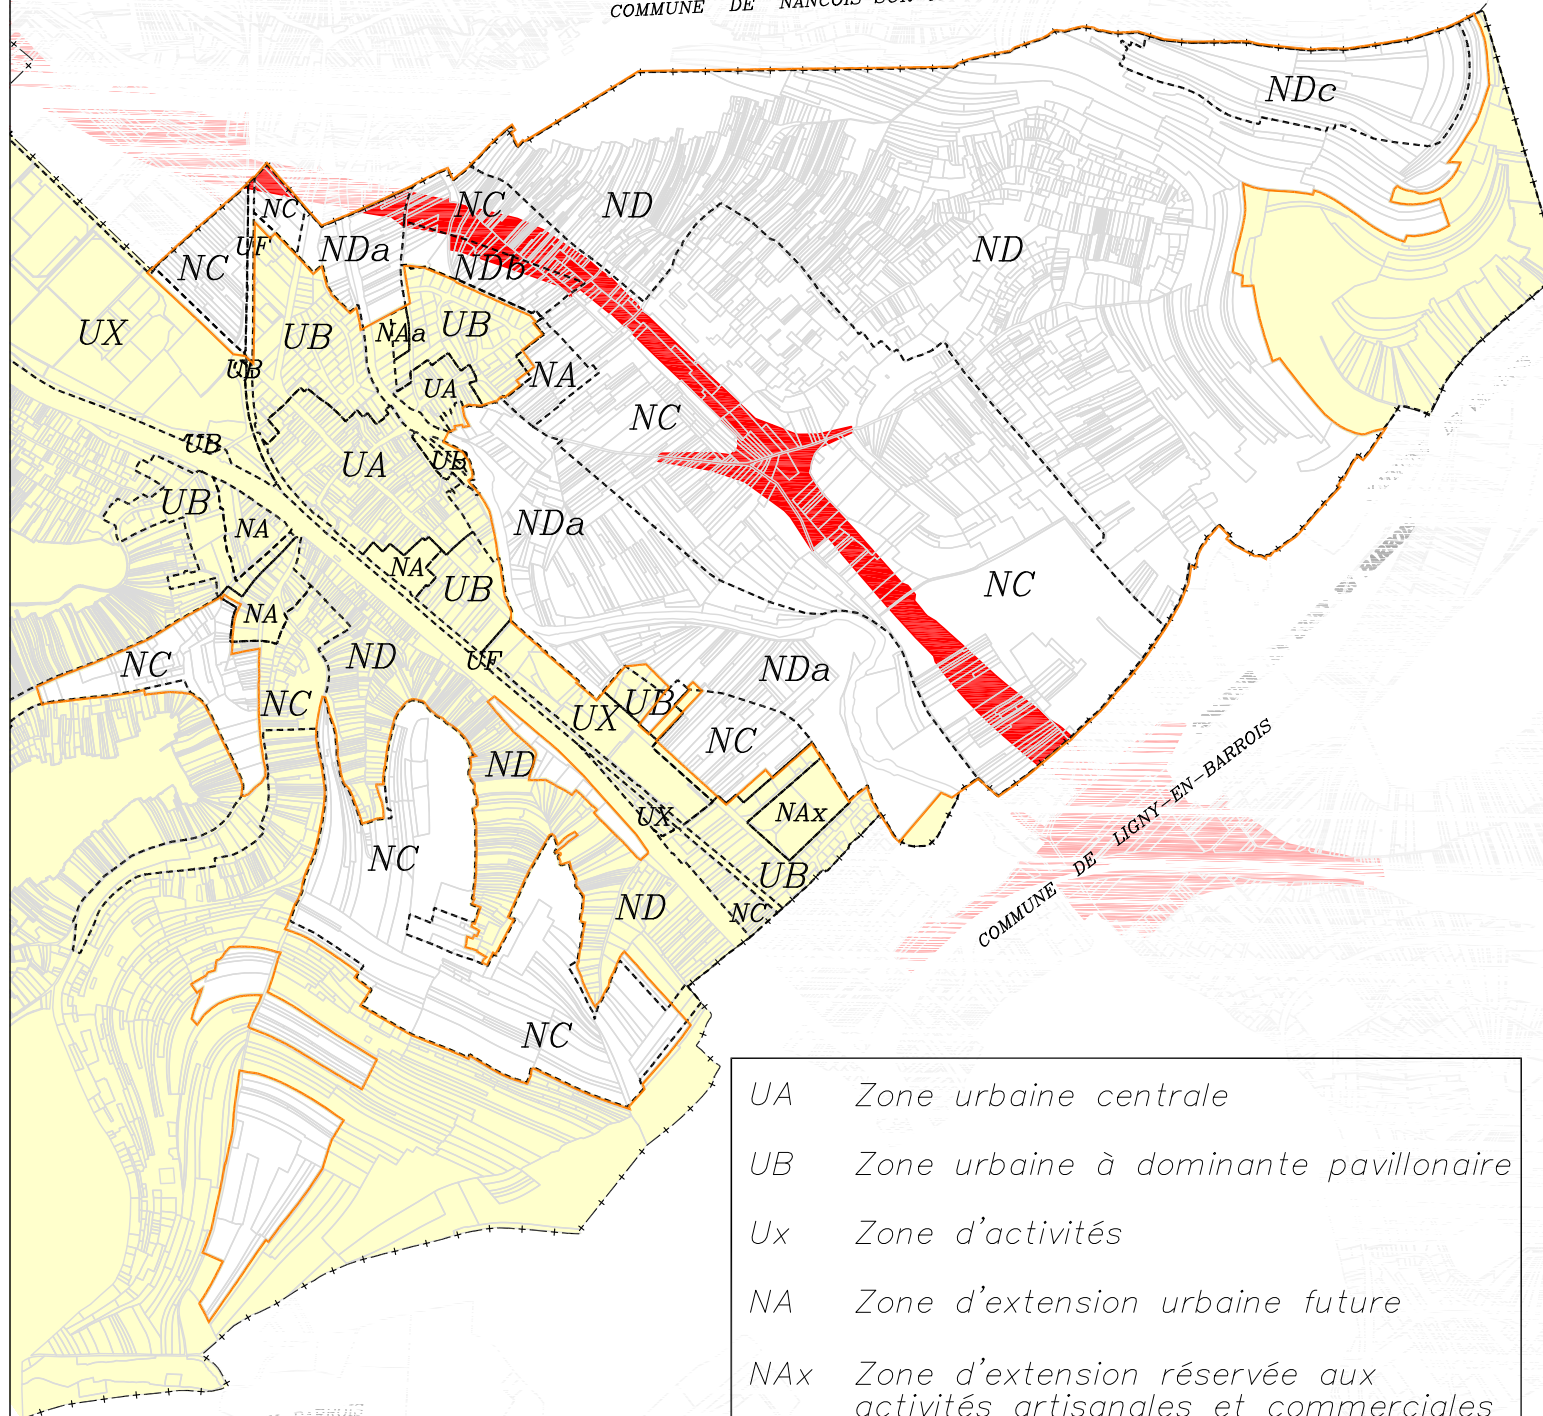 COMMUNE DE NANCOIS-SUR
NDc
NC
NC
ND
UF
NDa
ND
NC
NDb
UX
UB
NAa
UB
UB
UA
NA
NC
UB
UA
UB
UB
NA
NDa
NA
UB
NC
NA
NC
ND
UF
NDa
NC
UB
UX
NC
ND
UX
NAx
NC
UB
ND
NC
NC
COMMUNE DE LIGNY-EN-BARROIS
UA Zone urbaine centrale
UB Zone urbaine à dominante pavillonaire
Ux Zone d'activités
NA Zone d'extension urbaine future
NAx Zone d'extension réservée aux
activités artisanales et commerciales